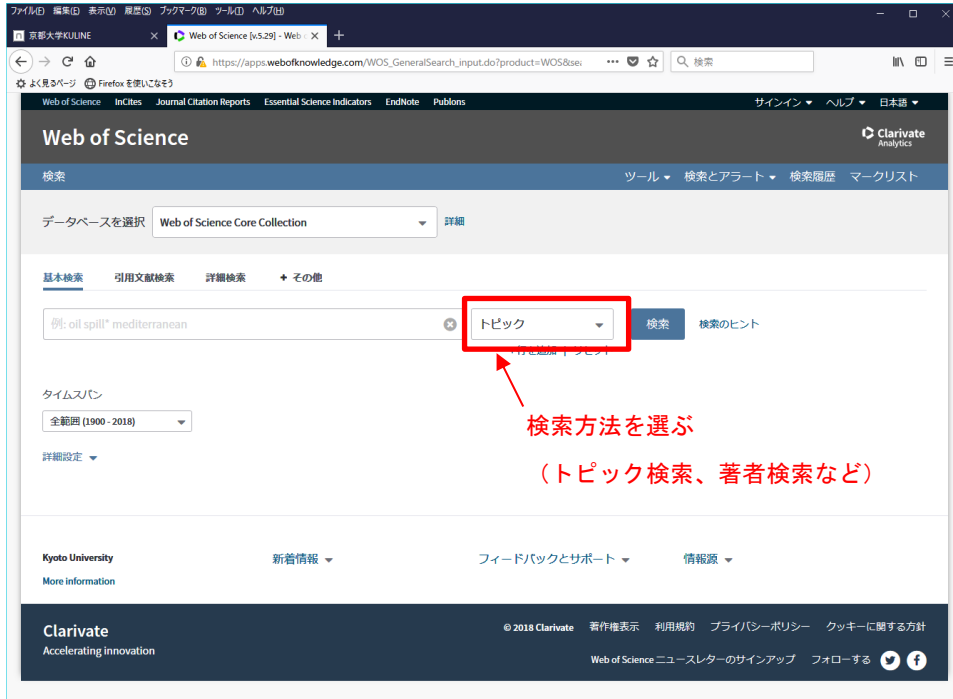 ファイル(F) 編集(E) 表示(V) 履歴(S) ブックマーク(B) ツール(T) ヘルプ(H)
京都大学KULINE × Web of Science [v.5.29] - Web × +
https://apps.webofknowledge.com/WOS_GeneralSearch_input.do?product=WOS&sea 検索
よく見るページ Firefox を使いこなそう
Web of Science InCites Journal Citation Reports Essential Science Indicators EndNote Publons サインイン ヘルプ 日本語
Web of Science Clarivate
Analytics
検索 ツール 検索とアラート 検索履歴 マークリスト
データベースを選択 Web of Science Core Collection 詳細
基本検索 引用文献検索 詳細検索 + その他
例: oil spill* mediterranean トピック 検索 検索のヒント
+行を追加 | リセット
タイムスパン
全範囲 (1900 - 2018)
検索方法を選ぶ
詳細設定
（トピック検索、著者検索など）
Kyoto University 新着情報 フィードバックとサポート 情報源
More information
Clarivate © 2018 Clarivate 著作権表示 利用規約 プライバシーポリシー クッキーに関する方針
Accelerating innovation
Web of Science ニュースレターのサインアップ フォローする